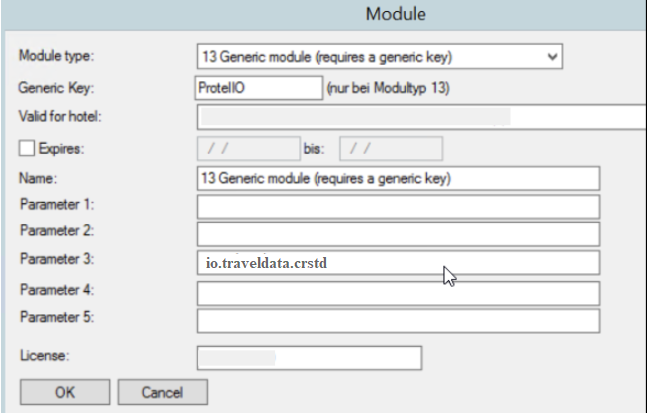 Module
Module type: 13 Generic module (requires a generic key)
Generic Key: ProtelIO (nur bei Modultyp 13)
Valid for hotel:
Expires: / / bis: / /
Name: 13 Generic module (requires a generic key)
Parameter 1:
Parameter 2:
Parameter 3: io.traveldata.crstd
Parameter 4:
Parameter 5:
License:
OK Cancel